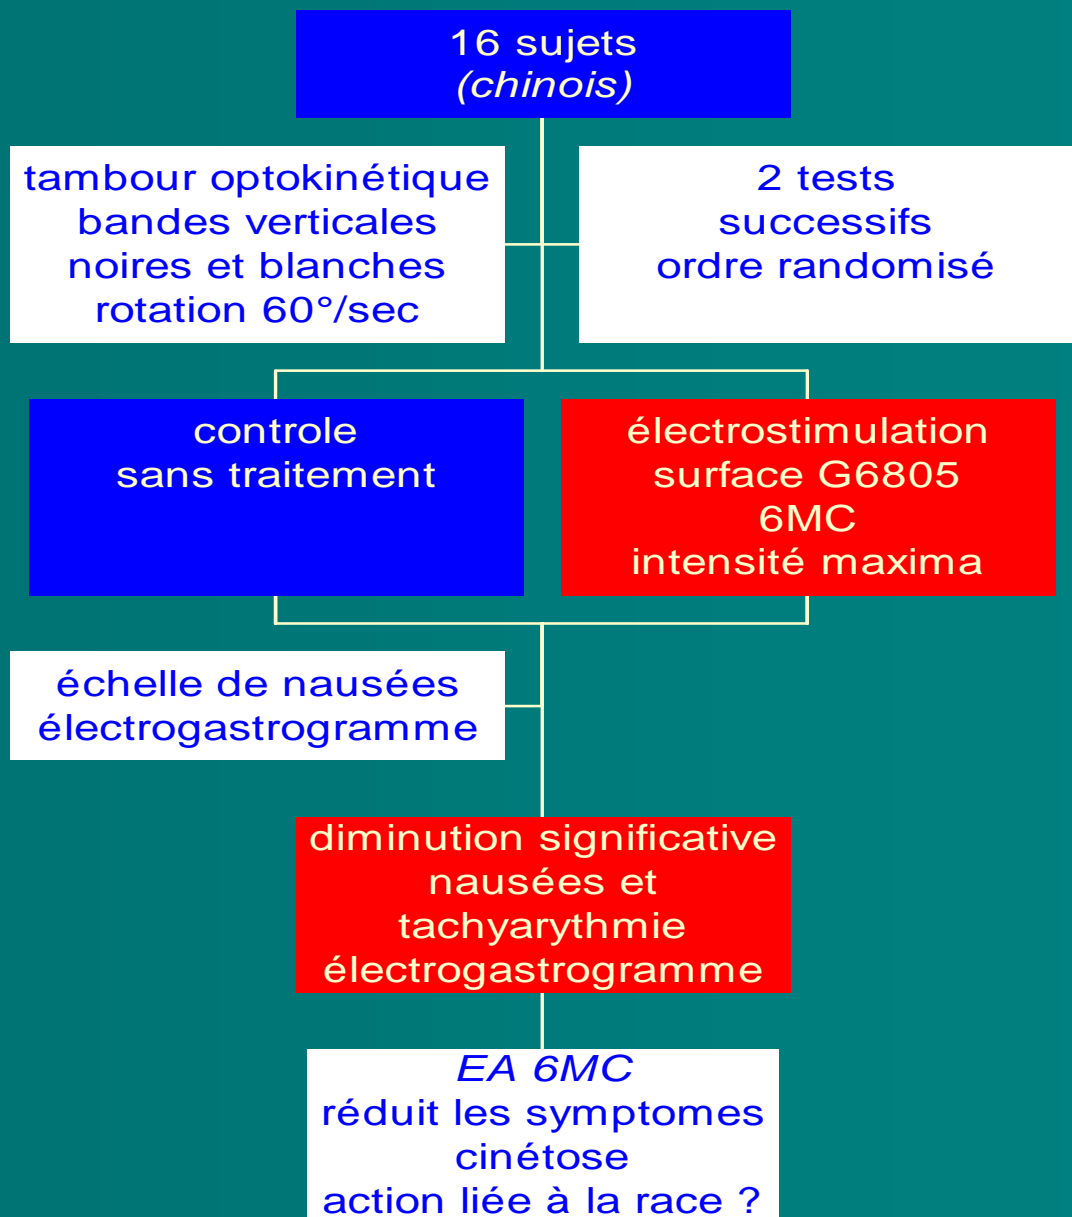 16 sujets
(chinois)
tambour optokinétique
bandes verticales
noires et blanches
rotation 60°/sec
2 tests
successifs
ordre randomisé
controle
sans traitement
électrostimulation
surface G6805
6MC
intensité maxima
échelle de nausées
électrogastrogramme
diminution significative
nausées et
tachyarythmie
électrogastrogramme
EA 6MC
réduit les symptomes
cinétose
action liée à la race ?